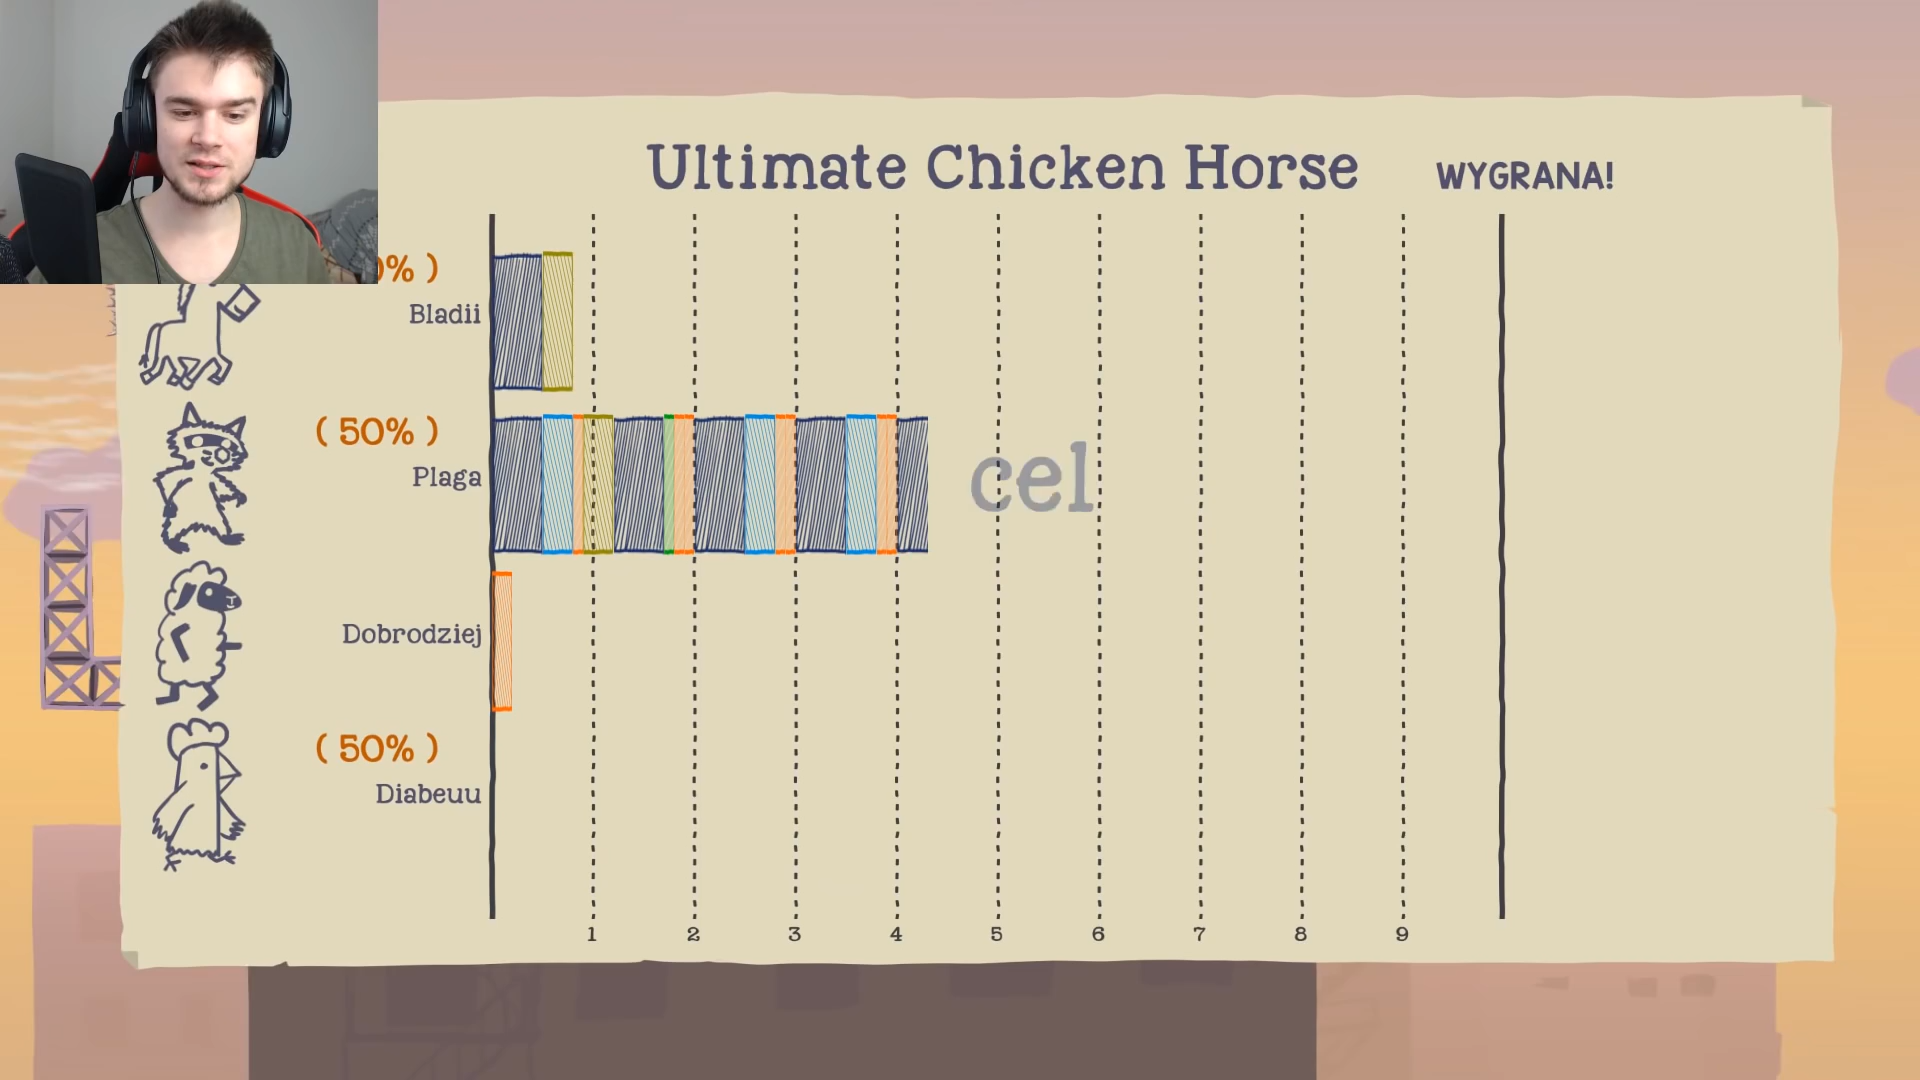 Ultimate Chicken Horse
WYGRANA!
0% )
Bladii
( 50% )
Plaga
cel
Dobrodziej
( 50% )
Diabeuu
1 2 3 4 5 6 7 8 9